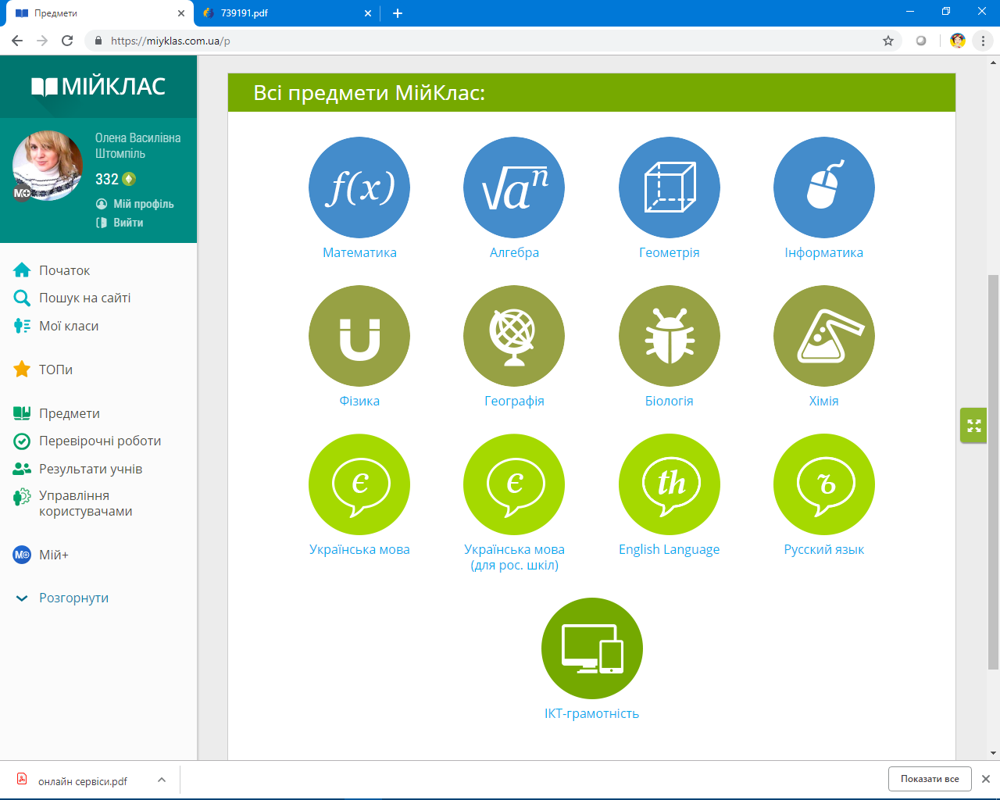 Предмети
739191.pdf
https://miyklas.com.ua/p
МІЙКЛАС
Олена Василівна
Штомпіль
332
М+
Мій профіль
Вийти
Початок
Пошук на сайті
Мої класи
ТОПи
Предмети
Перевірочні роботи
Результати учнів
Управління
користувачами
М+ Мій+
Розгорнути
Всі предмети МійКлас:
f(x)
√aⁿ
Математика
Алгебра
Геометрія
Інформатика
Фізика
Географія
Біологія
Хімія
є
є
th
ъ
Українська мова
Українська мова
(для рос. шкіл)
English Language
Русский язык
ІКТ-грамотність
онлайн сервіси.pdf
Показати все